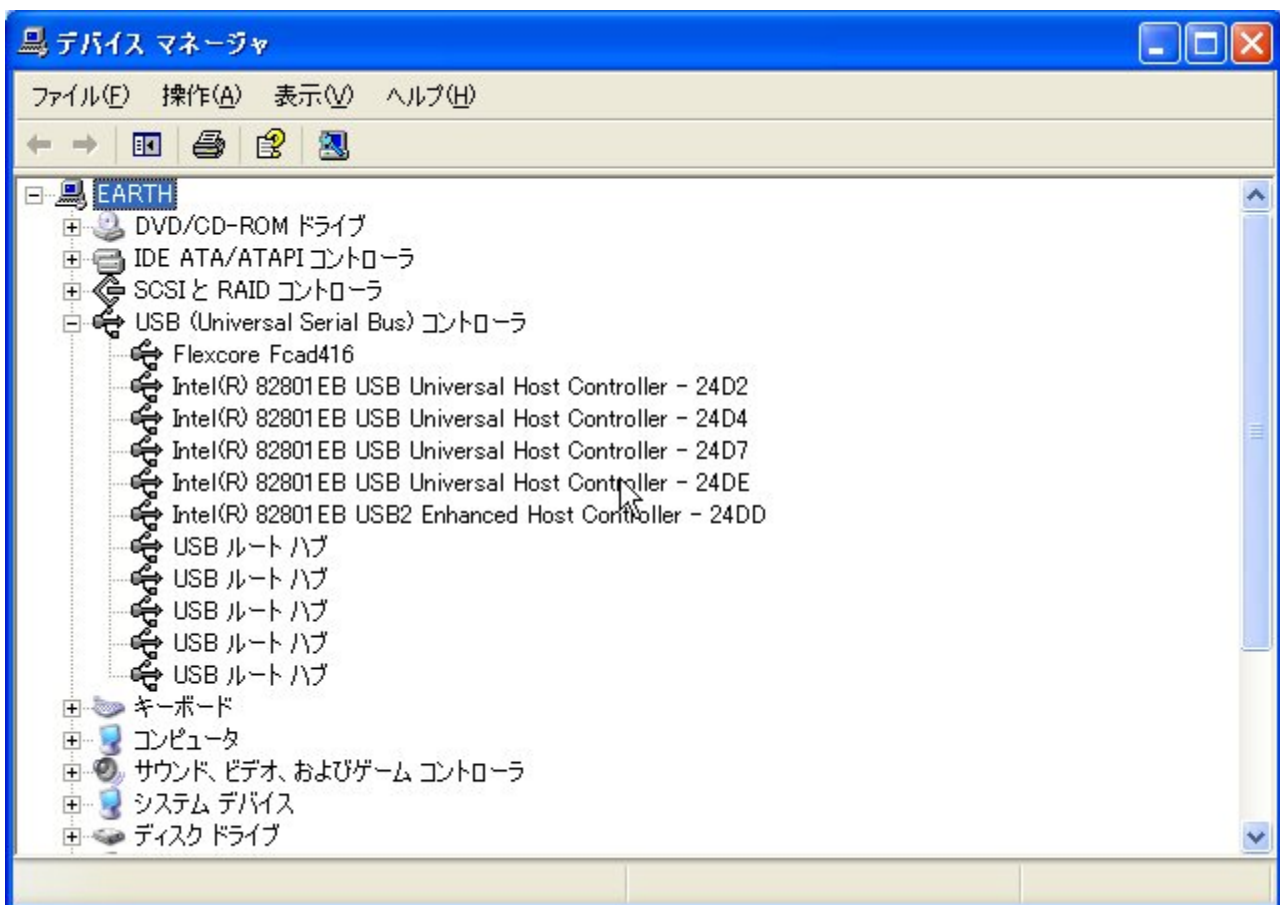 デバイス マネージャ
ファイル(F) 操作(A) 表示(V) ヘルプ(H)
EARTH
DVD/CD-ROM ドライブ
IDE ATA/ATAPI コントローラ
SCSI と RAID コントローラ
USB (Universal Serial Bus) コントローラ
Flexcore Fcad416
Intel(R) 82801EB USB Universal Host Controller - 24D2
Intel(R) 82801EB USB Universal Host Controller - 24D4
Intel(R) 82801EB USB Universal Host Controller - 24D7
Intel(R) 82801EB USB Universal Host Controller - 24DE
Intel(R) 82801EB USB2 Enhanced Host Controller - 24DD
USB ルート ハブ
USB ルート ハブ
USB ルート ハブ
USB ルート ハブ
USB ルート ハブ
キーボード
コンピュータ
サウンド、ビデオ、およびゲーム コントローラ
システム デバイス
ディスク ドライブ